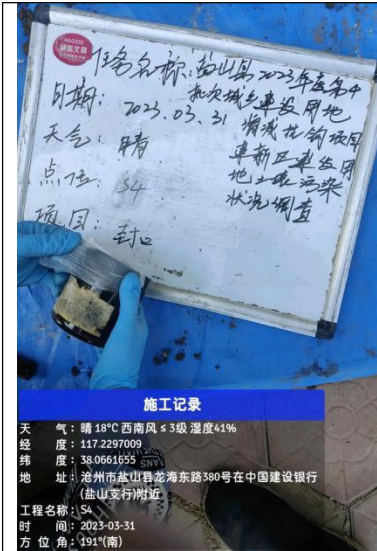 任务名称:盐山县2023年度第4
批次城乡建设用地
日期:2023.03.31
增减挂钩项目
天气:晴
建新区建设用
点位:S4
地土壤污染
状况调查
项目:封口
施工记录
天 气:晴 18°C 西南风 ≤ 3级 湿度41%
经 度:117.2297009
纬 度:38.0661655
地 址:沧州市盐山县龙海东路380号在中国建设银行
(盐山支行)附近
工程名称:S4
时 间:2023-03-31
方 位 角:191°(南)